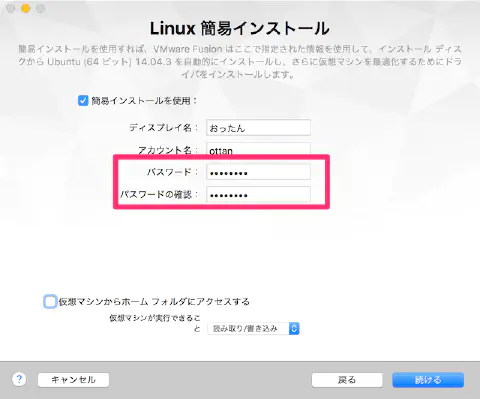 Linux 簡易インストール
簡易インストールを使用すれば、VMware Fusion はここで指定された情報を使用して、インストール ディス
クから Ubuntu (64 ビット) 14.04.3 を自動的にインストールし、さらに仮想マシンを最適化するためにドラ
イバをインストールします。
簡易インストールを使用：
ディスプレイ名： おったん
アカウント名： ottan
パスワード： ••••••••
パスワードの確認： ••••••••
仮想マシンからホーム フォルダにアクセスする
仮想マシンが実行できるこ
と 読み取り/書き込み
? キャンセル 戻る 続ける